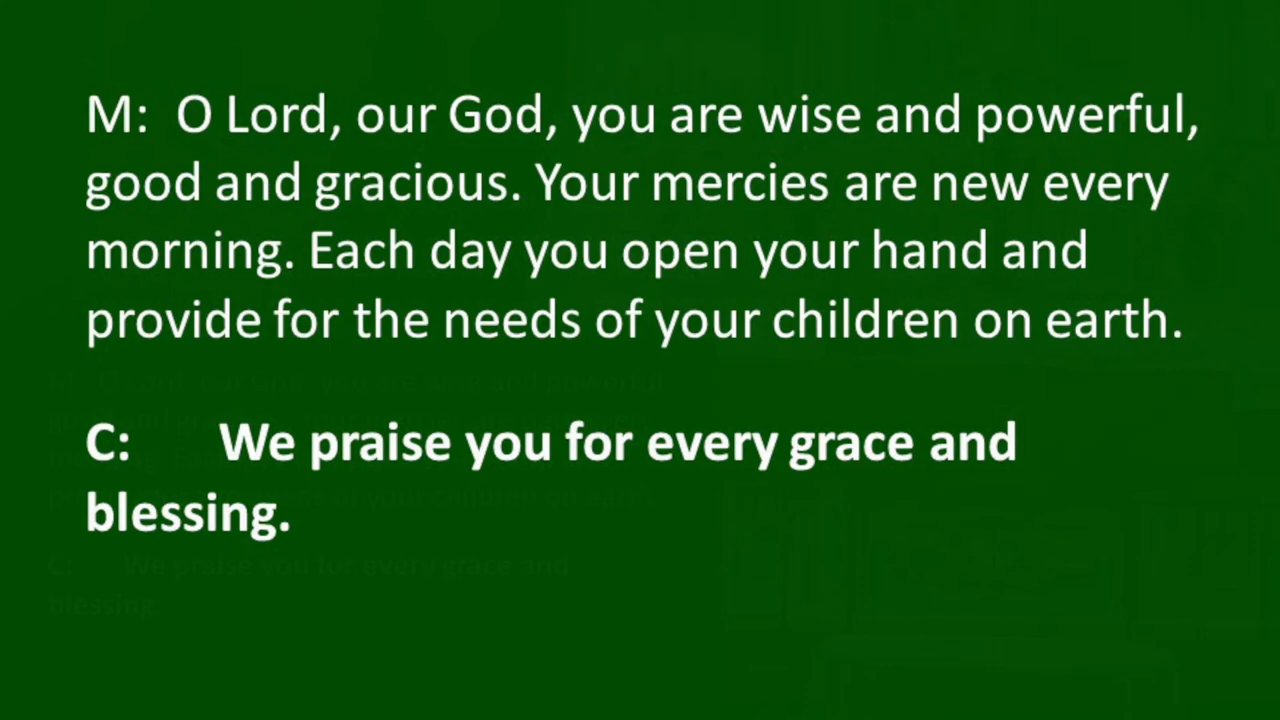 M: O Lord, our God, you are wise and powerful,
good and gracious. Your mercies are new every
morning. Each day you open your hand and
provide for the needs of your children on earth.
C: We praise you for every grace and
blessing.